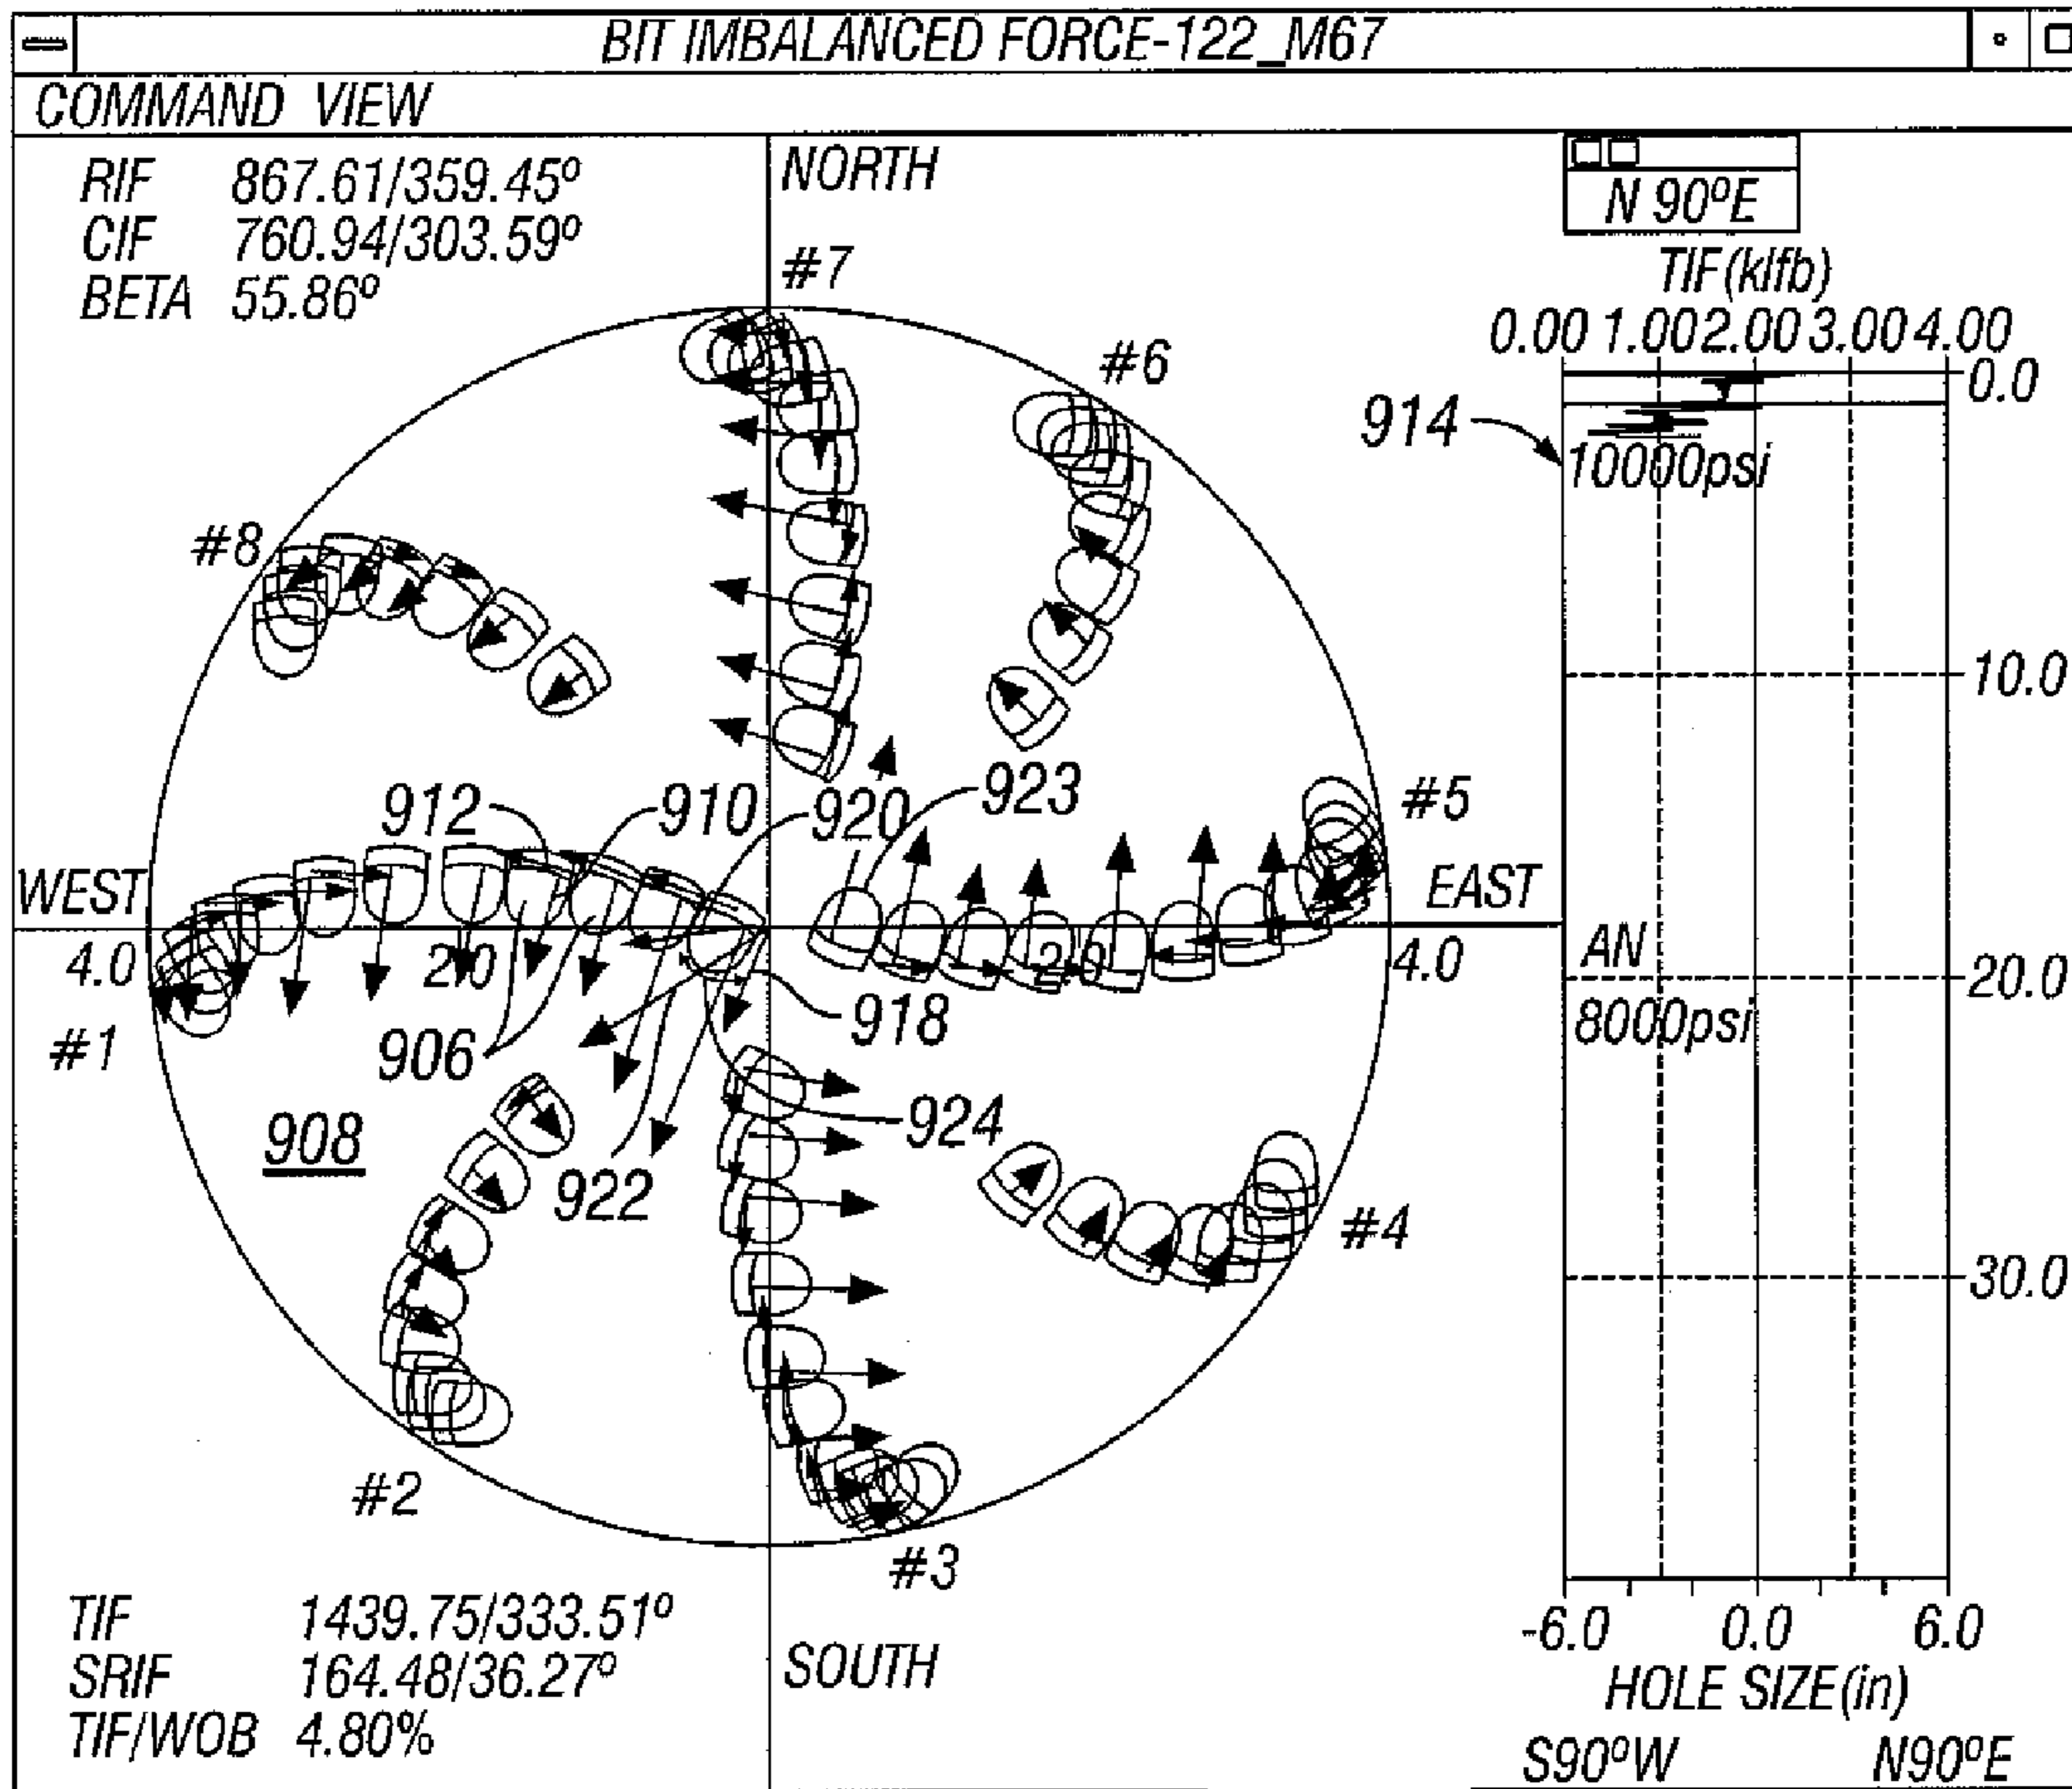 BIT IMBALANCED FORCE-122_M67
COMMAND VIEW
RIF 867.61/359.45º
CIF 760.94/303.59º
BETA 55.86º
NORTH
#7
N 90ºE
TIF(klfb)
0.00 1.00 2.00 3.00 4.00
0.0
#6
914
10000psi
#8
10.0
912
910
920
923
#5
WEST
EAST
4.0
2.0
2.0
4.0
AN
20.0
8000psi
#1
906
918
908
922
924
#4
30.0
#2
#3
TIF 1439.75/333.51º
SRIF 164.48/36.27º
TIF/WOB 4.80%
SOUTH
-6.0 0.0 6.0
HOLE SIZE(in)
S90ºW N90ºE